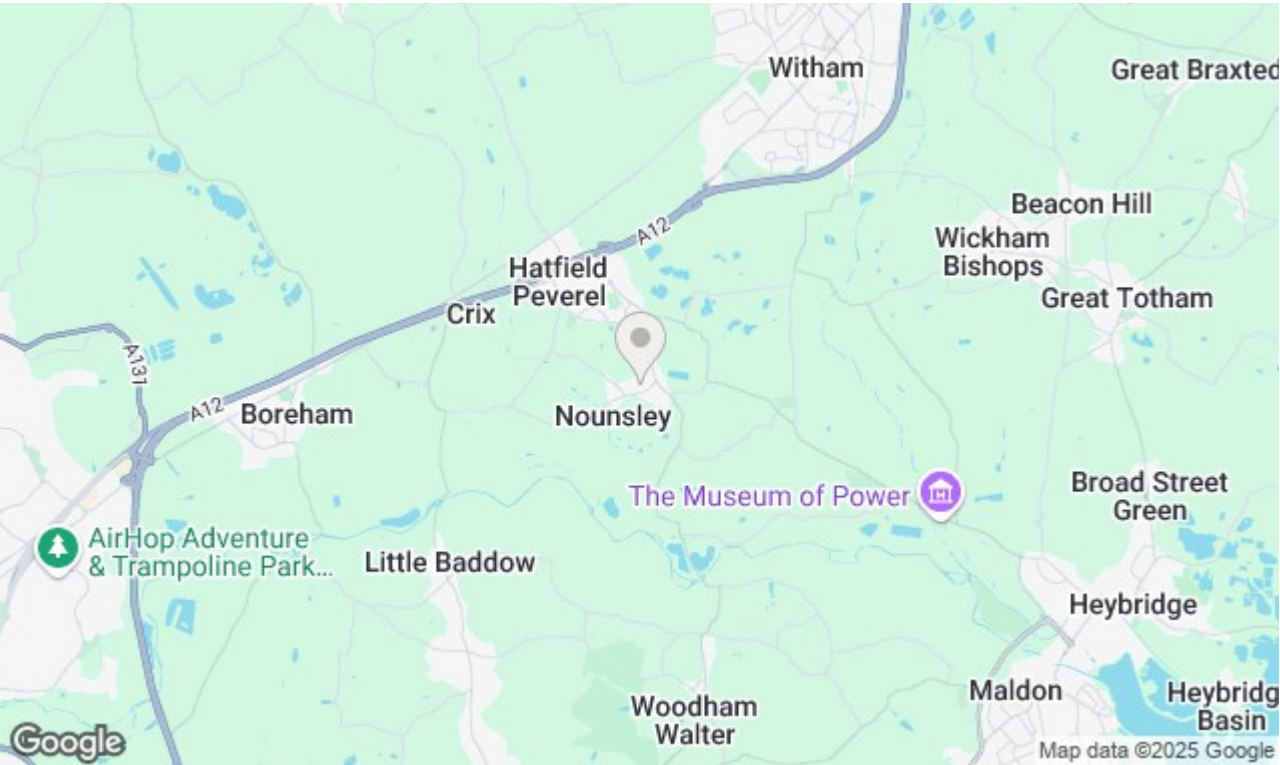 Witham
Great Braxted
Beacon Hill
Wickham
Bishops
A12
Hatfield
Peverel
Great Totham
Crix
A131
A12
Boreham
Nounsley
Broad Street
Green
The Museum of Power
AirHop Adventure
& Trampoline Park...
Little Baddow
Heybridge
Maldon
Heybridg
Basin
Woodham
Walter
Google
Map data ©2025 Google